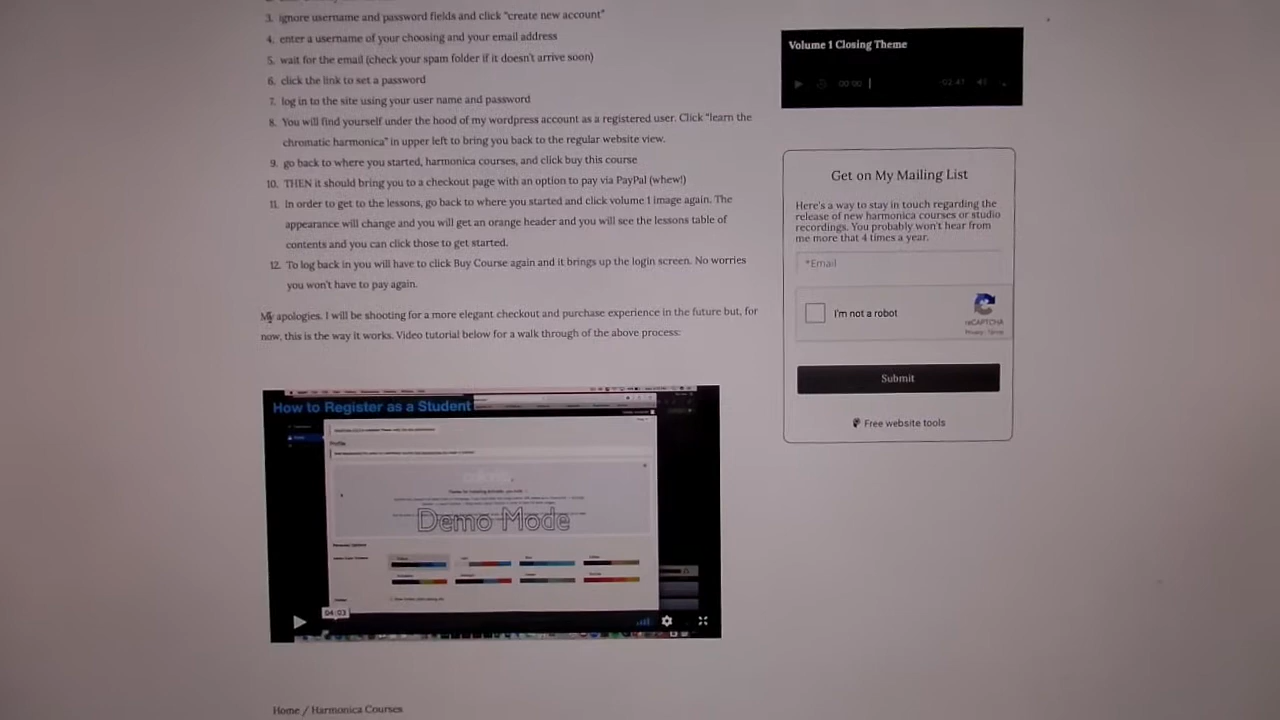 3. ignore username and password fields and click "create new account"
4. enter a username of your choosing and your email address
5. wait for the email (check your spam folder if it doesn't arrive soon)
6. click the link to set a password
7. log in to the site using your user name and password
8. You will find yourself under the hood of my wordpress account as a registered user. Click "learn the
chromatic harmonica" in upper left to bring you back to the regular website view.
9. go back to where you started, harmonica courses, and click buy this course
10. THEN it should bring you to a checkout page with an option to pay via PayPal (whew!)
11. In order to get to the lessons, go back to where you started and click volume 1 image again. The
appearance will change and you will get an orange header and you will see the lessons table of
contents and you can click those to get started.
12. To log back in you will have to click Buy Course again and it brings up the login screen. No worries
you won't have to pay again.
My apologies. I will be shooting for a more elegant checkout and purchase experience in the future but, for
now, this is the way it works. Video tutorial below for a walk through of the above process:
How to Register as a Student
Profile
Demo Mode
04:03
Home / Harmonica Courses
Volume 1 Closing Theme
00:00
02:47
Get on My Mailing List
Here's a way to stay in touch regarding the
release of new harmonica courses or studio
recordings. You probably won't hear from
me more that 4 times a year.
*Email
I'm not a robot
reCAPTCHA
Privacy - Terms
Submit
Free website tools